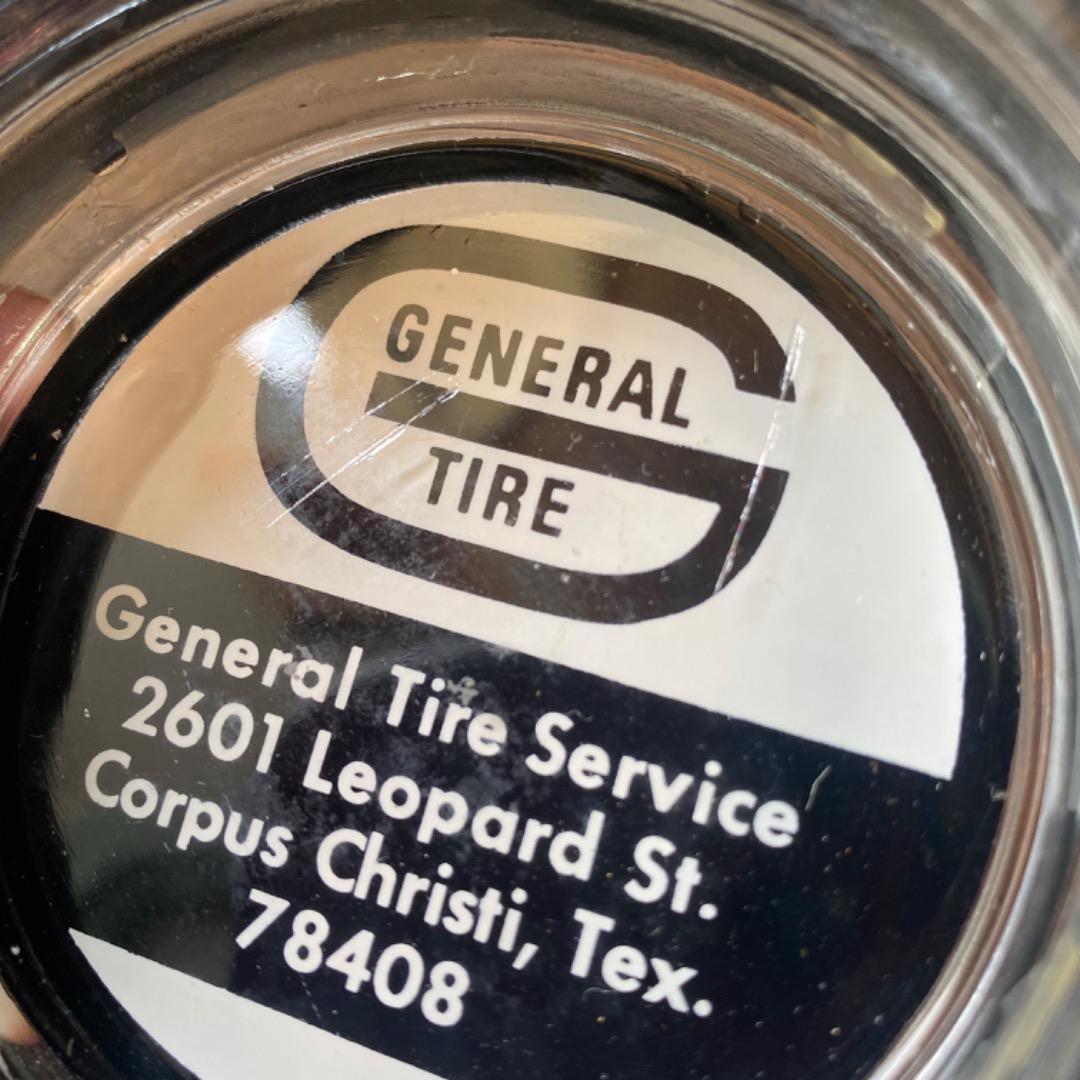 GENERAL
TIRE
General Tire Service
2601 Leopard St.
Corpus Christi, Tex.
78408